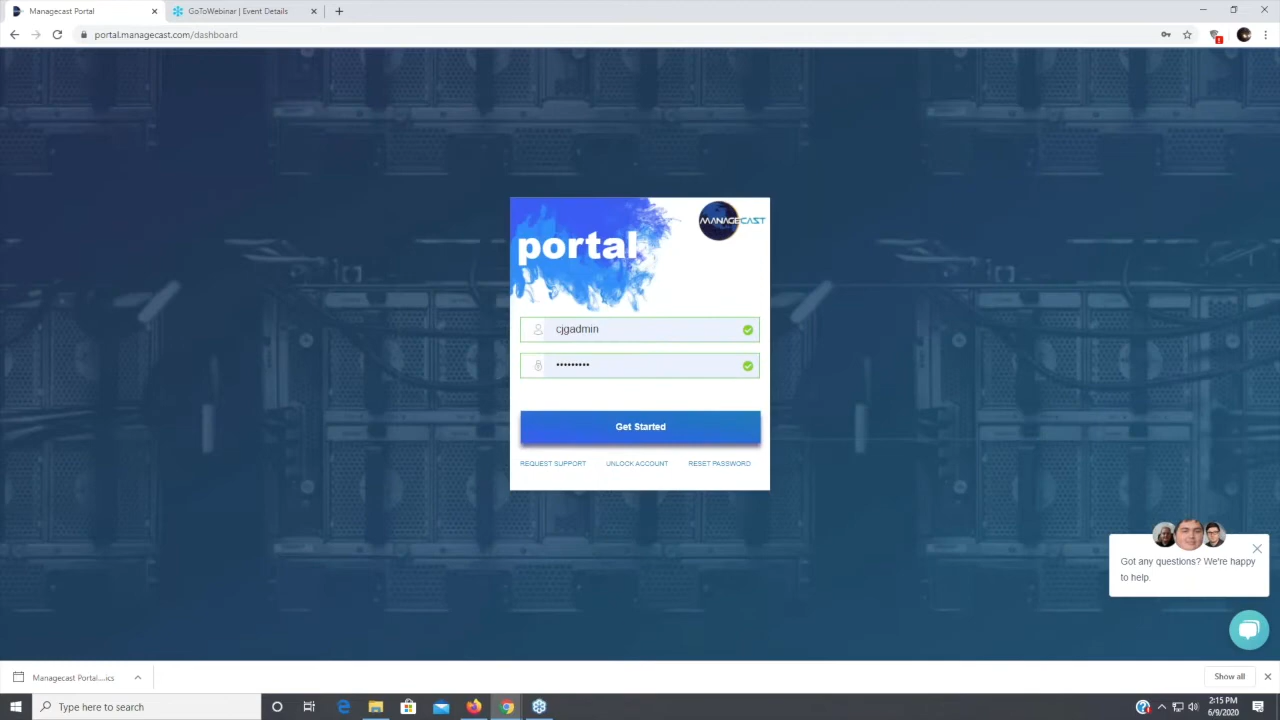 Managecast Portal
GoToWebinar | Event Details
portal.managecast.com/dashboard
MANAGECAST
portal
cjgadmin
•••••••••
Get Started
REQUEST SUPPORT
UNLOCK ACCOUNT
RESET PASSWORD
Got any questions? We're happy
to help.
Managecast Portal....ics
Show all
Type here to search
2:15 PM
6/9/2020